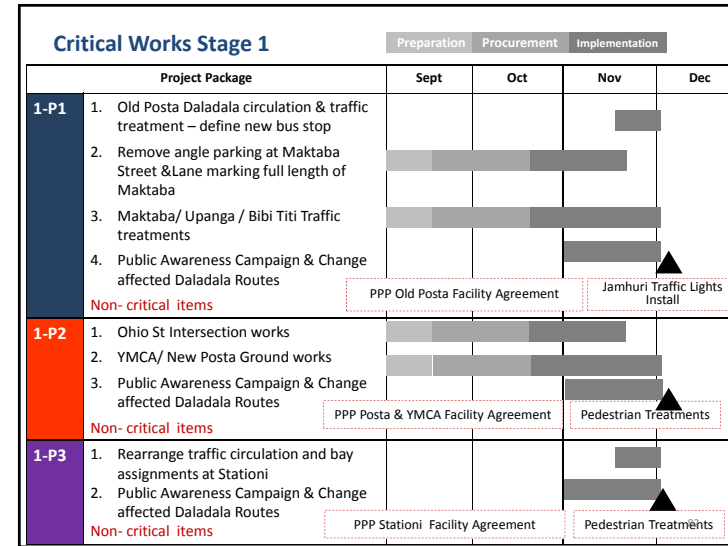 Critical Works Stage 1
Preparation Procurement Implementation
Project Package Sept Oct Nov Dec
1-P1
1. Old Posta Daladala circulation & traffic
treatment – define new bus stop
2. Remove angle parking at Maktaba
Street &Lane marking full length of
Maktaba
3. Maktaba/ Upanga / Bibi Titi Traffic
treatments
4. Public Awareness Campaign & Change
affected Daladala Routes
Non- critical items
PPP Old Posta Facility Agreement
Jamhuri Traffic Lights
Install
1-P2
1. Ohio St Intersection works
2. YMCA/ New Posta Ground works
3. Public Awareness Campaign & Change
affected Daladala Routes
Non- critical items
PPP Posta & YMCA Facility Agreement
Pedestrian Treatments
1-P3
1. Rearrange traffic circulation and bay
assignments at Stationi
2. Public Awareness Campaign & Change
affected Daladala Routes
Non- critical items
PPP Stationi Facility Agreement
Pedestrian Treatments